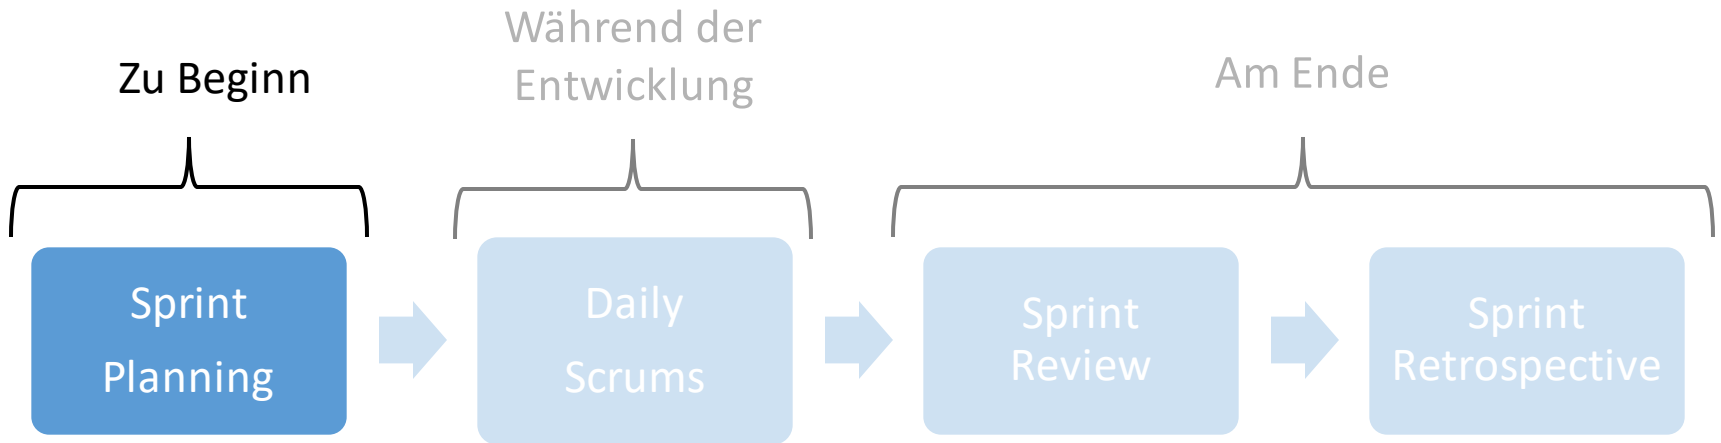 Zu Beginn
Während der
Entwicklung
Am Ende
Sprint
Planning
Daily
Scrums
Sprint
Review
Sprint
Retrospective